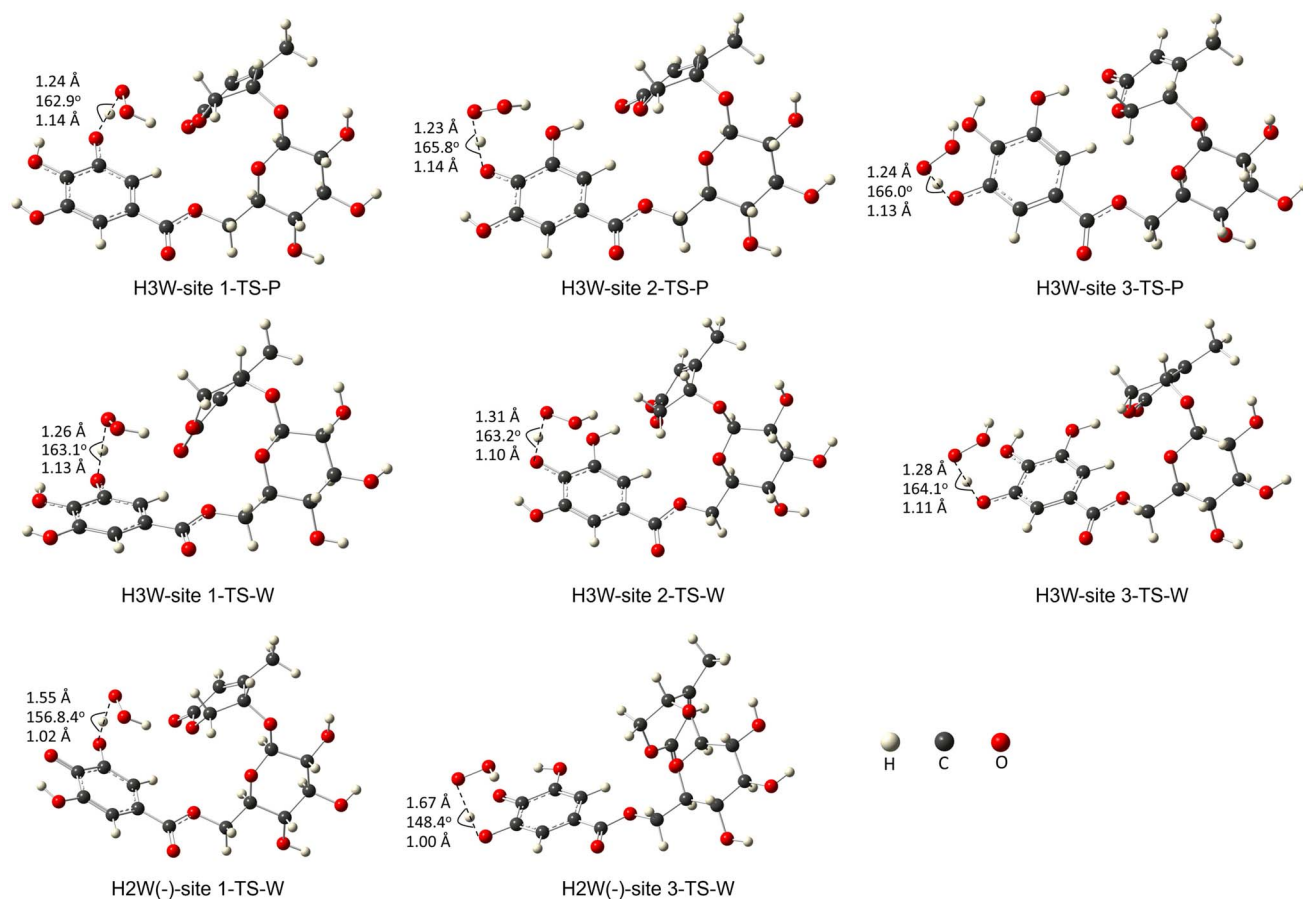 1.24 Å
162.9°
1.14 Å
H3W-site 1-TS-P
1.23 Å
165.8°
1.14 Å
H3W-site 2-TS-P
1.24 Å
166.0°
1.13 Å
H3W-site 3-TS-P
1.26 Å
163.1°
1.13 Å
H3W-site 1-TS-W
1.31 Å
163.2°
1.10 Å
H3W-site 2-TS-W
1.28 Å
164.1°
1.11 Å
H3W-site 3-TS-W
1.55 Å
156.8.4°
1.02 Å
H2W(-)-site 1-TS-W
1.67 Å
148.4°
1.00 Å
H2W(-)-site 3-TS-W
H C O